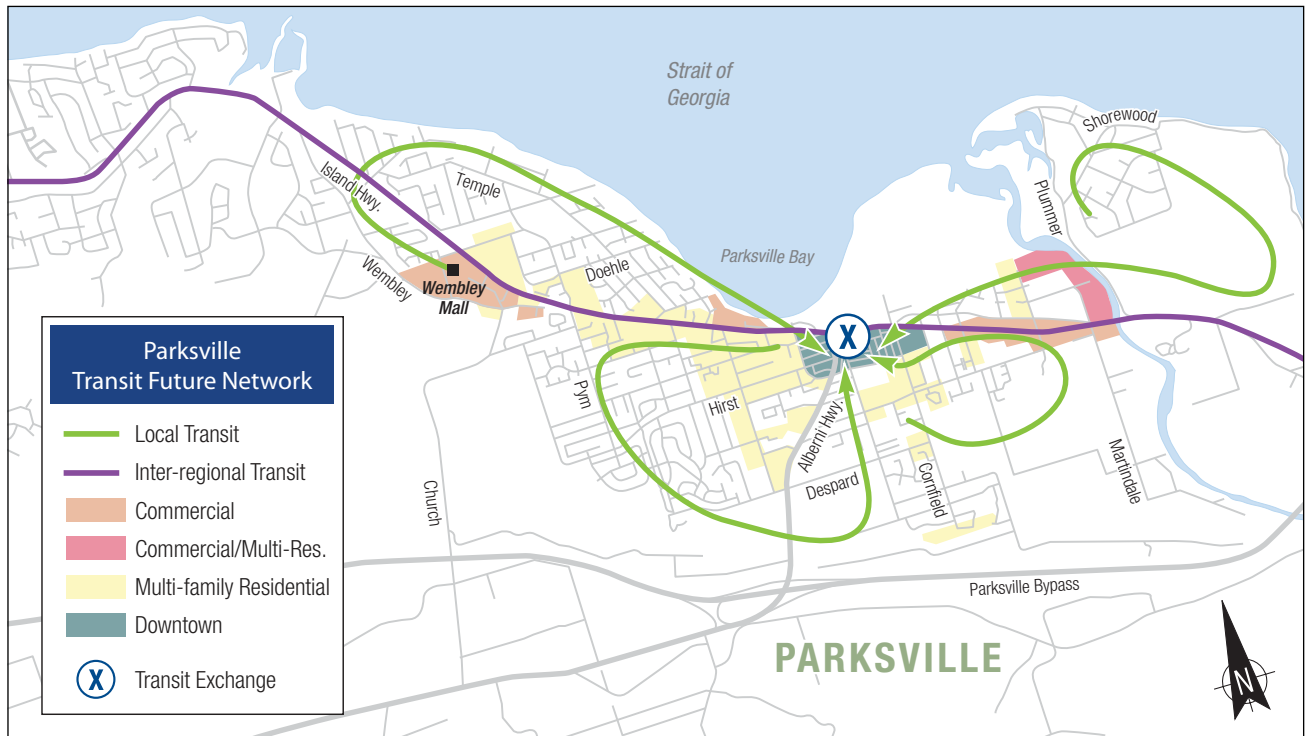 Strait of
Georgia
Shorewood
Plummer
Island Hwy.
Temple
Parksville Bay
Wembley
Doehle
Wembley
Mall
X
Parksville
Transit Future Network
Pym
Hirst
Alberni Hwy.
Local Transit
Inter-regional Transit
Church
Despard
Cornfield
Martindale
Commercial
Commercial/Multi-Res.
Multi-family Residential
Parksville Bypass
Downtown
PARKSVILLE
X
Transit Exchange
N